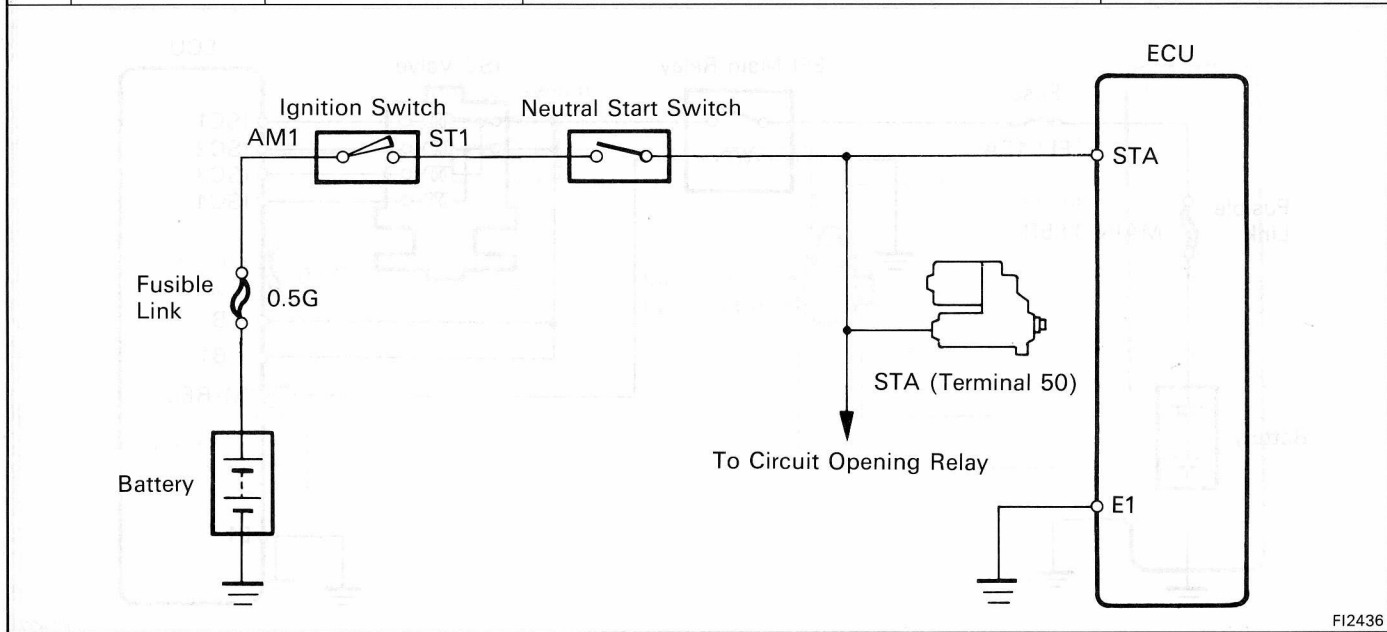 ECU
Ignition Switch
Neutral Start Switch
AM1
ST1
STA
Fusible
Link
0.5G
STA (Terminal 50)
To Circuit Opening Relay
Battery
E1
FI2436